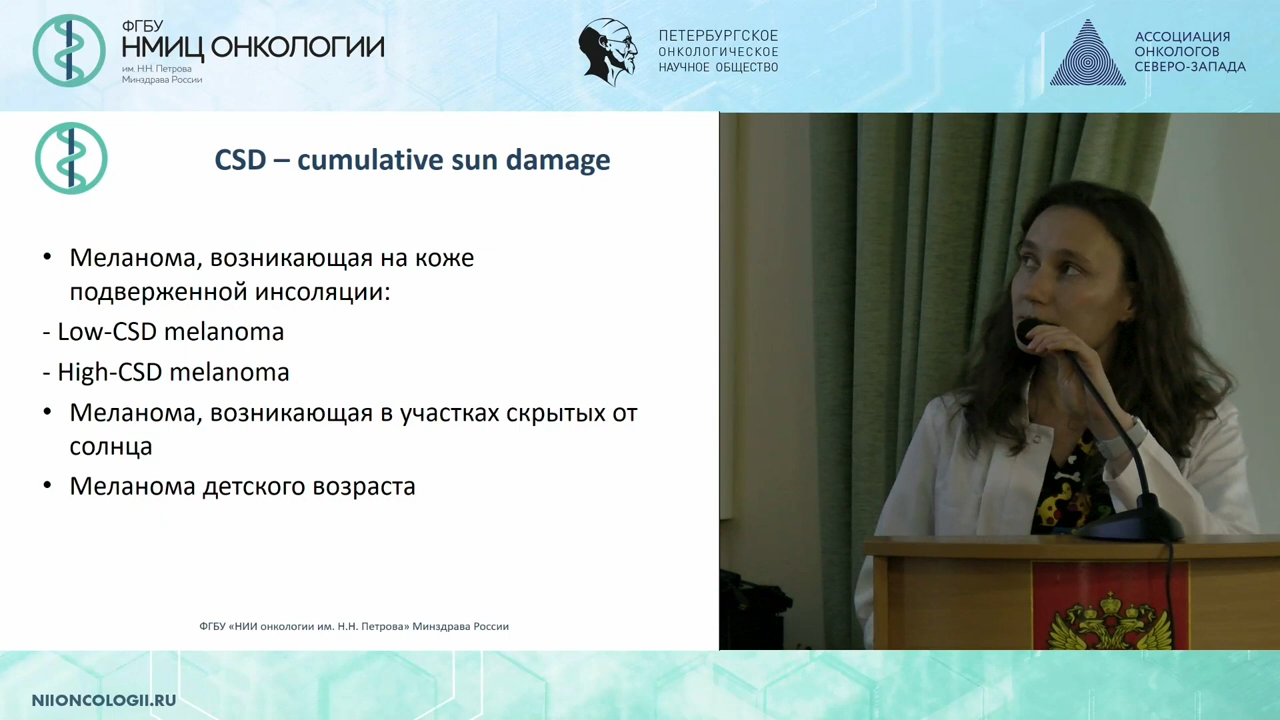 ФГБУ
НМИЦ ОНКОЛОГИИ
им. Н.Н. Петрова
Минздрава России
ПЕТЕРБУРГСКОЕ
ОНКОЛОГИЧЕСКОЕ
НАУЧНОЕ ОБЩЕСТВО
АССОЦИАЦИЯ
ОНКОЛОГОВ
СЕВЕРО-ЗАПАДА
CSD – cumulative sun damage
• Меланома, возникающая на коже
подверженной инсоляции:
- Low-CSD melanoma
- High-CSD melanoma
• Меланома, возникающая в участках скрытых от
солнца
• Меланома детского возраста
ФГБУ «НИИ онкологии им. Н.Н. Петрова» Минздрава России
NIIONCOLOGII.RU